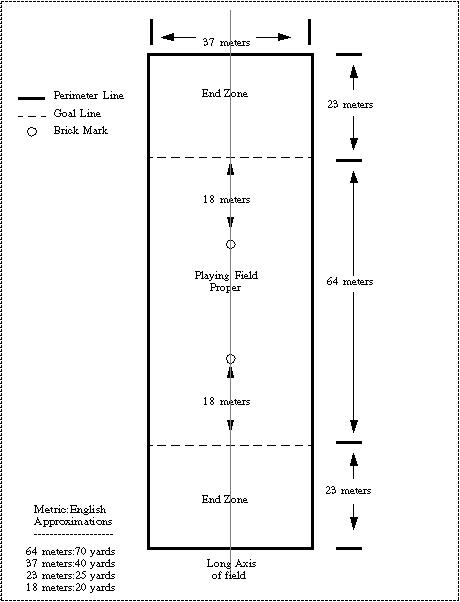 37 meters
End Zone
23 meters
Perimeter Line
Goal Line
Brick Mark
18 meters
Playing Field
Proper
64 meters
18 meters
End Zone
23 meters
Metric:English
Approximations
64 meters:70 yards
37 meters:40 yards
23 meters:25 yards
18 meters:20 yards
Long Axis
of field